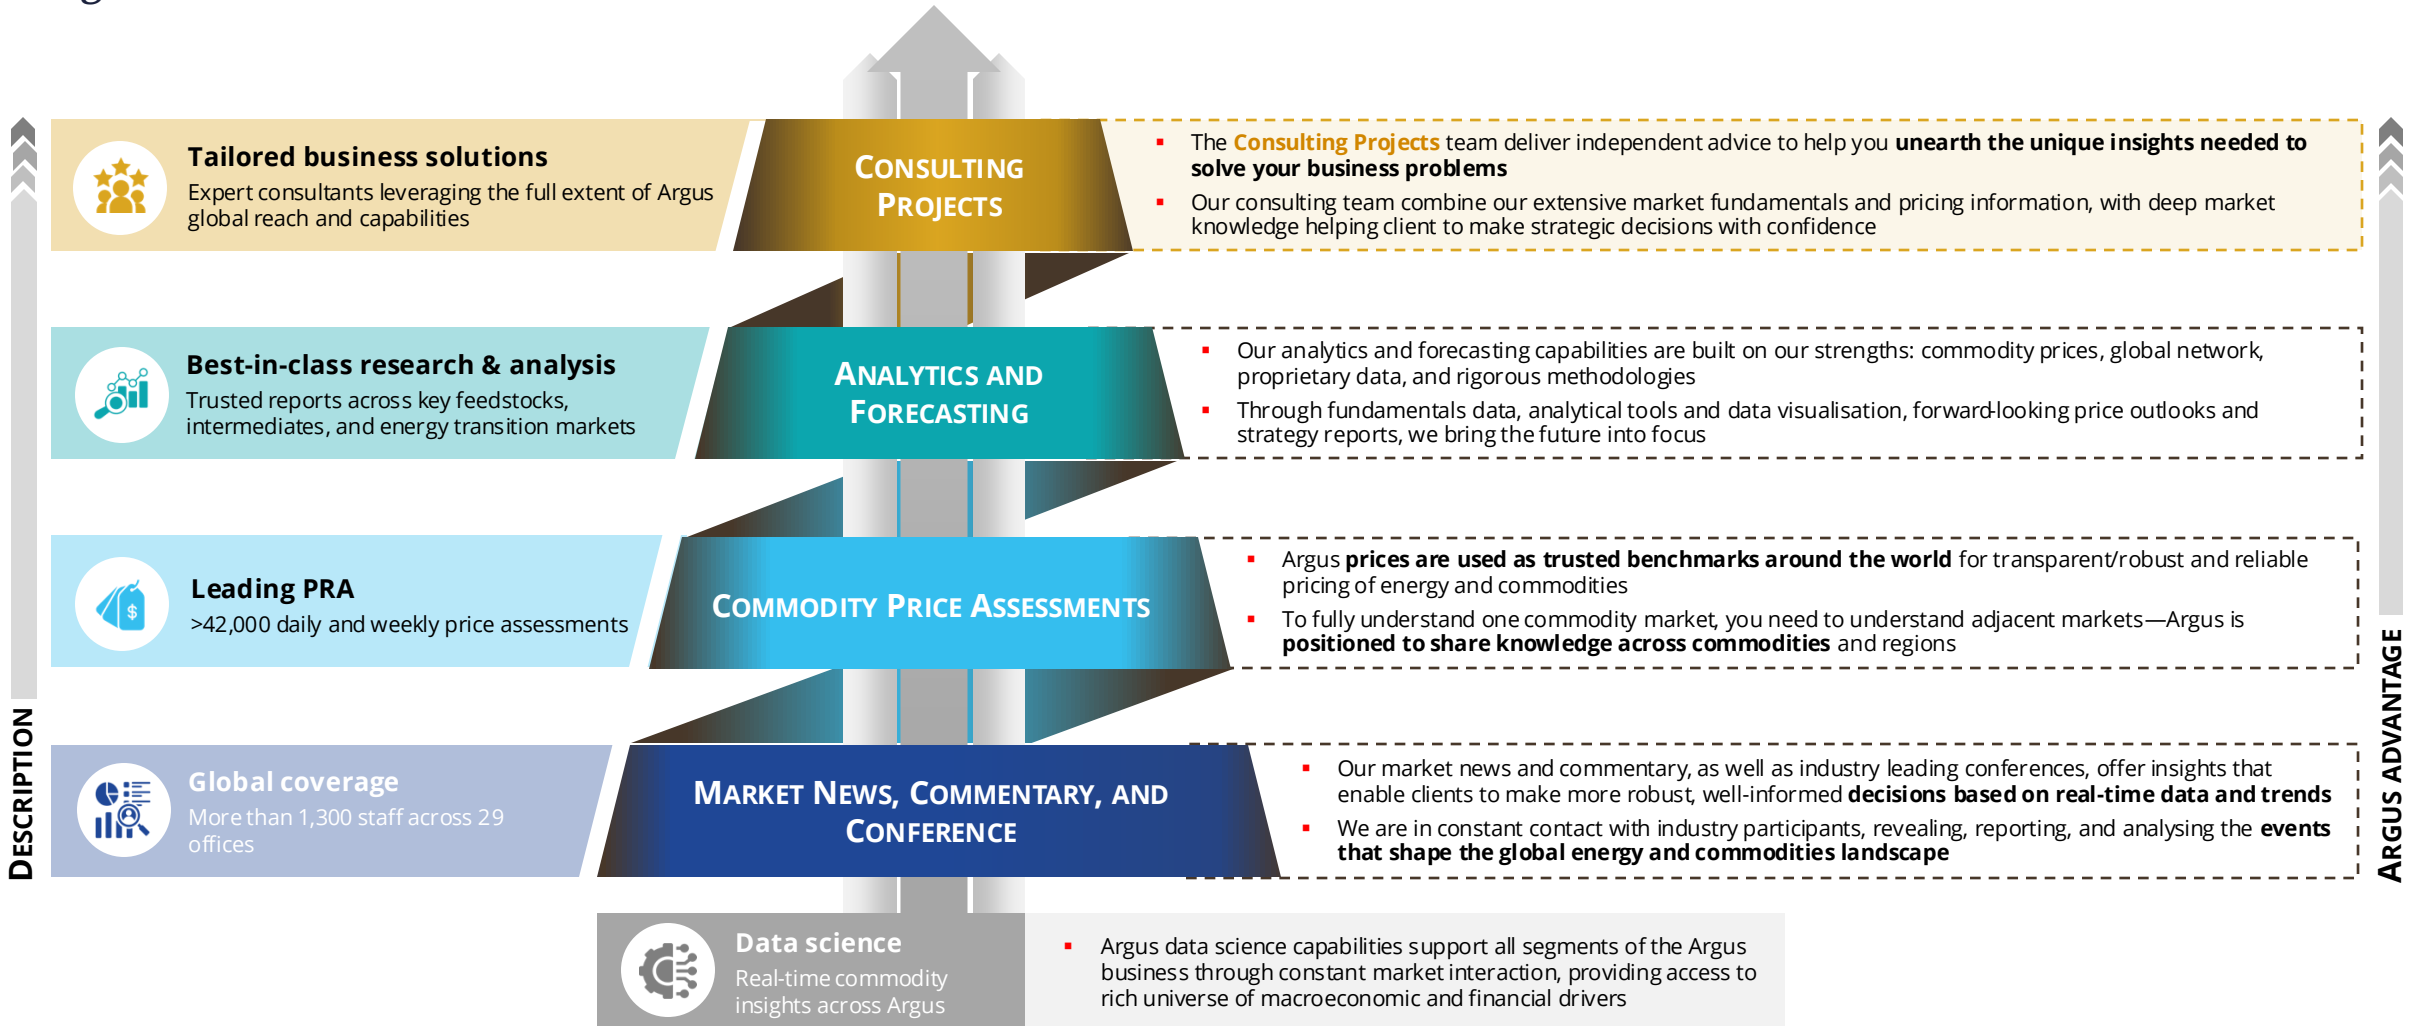 Tailored business solutions
Expert consultants leveraging the full extent of Argus
global reach and capabilities
CONSULTING
PROJECTS
▪ The Consulting Projects team deliver independent advice to help you unearth the unique insights needed to
solve your business problems
▪ Our consulting team combine our extensive market fundamentals and pricing information, with deep market
knowledge helping client to make strategic decisions with confidence
Best-in-class research & analysis
Trusted reports across key feedstocks,
intermediates, and energy transition markets
ANALYTICS AND
FORECASTING
▪ Our analytics and forecasting capabilities are built on our strengths: commodity prices, global network,
proprietary data, and rigorous methodologies
▪ Through fundamentals data, analytical tools and data visualisation, forward-looking price outlooks and
strategy reports, we bring the future into focus
Leading PRA
>42,000 daily and weekly price assessments
$
COMMODITY PRICE ASSESSMENTS
▪ Argus prices are used as trusted benchmarks around the world for transparent/robust and reliable
pricing of energy and commodities
▪ To fully understand one commodity market, you need to understand adjacent markets—Argus is
positioned to share knowledge across commodities and regions
Global coverage
More than 1,300 staff across 29
offices
MARKET NEWS, COMMENTARY, AND
CONFERENCE
▪ Our market news and commentary, as well as industry leading conferences, offer insights that
enable clients to make more robust, well-informed decisions based on real-time data and trends
▪ We are in constant contact with industry participants, revealing, reporting, and analysing the events
that shape the global energy and commodities landscape
DESCRIPTION
ARGUS ADVANTAGE
Data science
Real-time commodity
insights across Argus
▪ Argus data science capabilities support all segments of the Argus
business through constant market interaction, providing access to
rich universe of macroeconomic and financial drivers